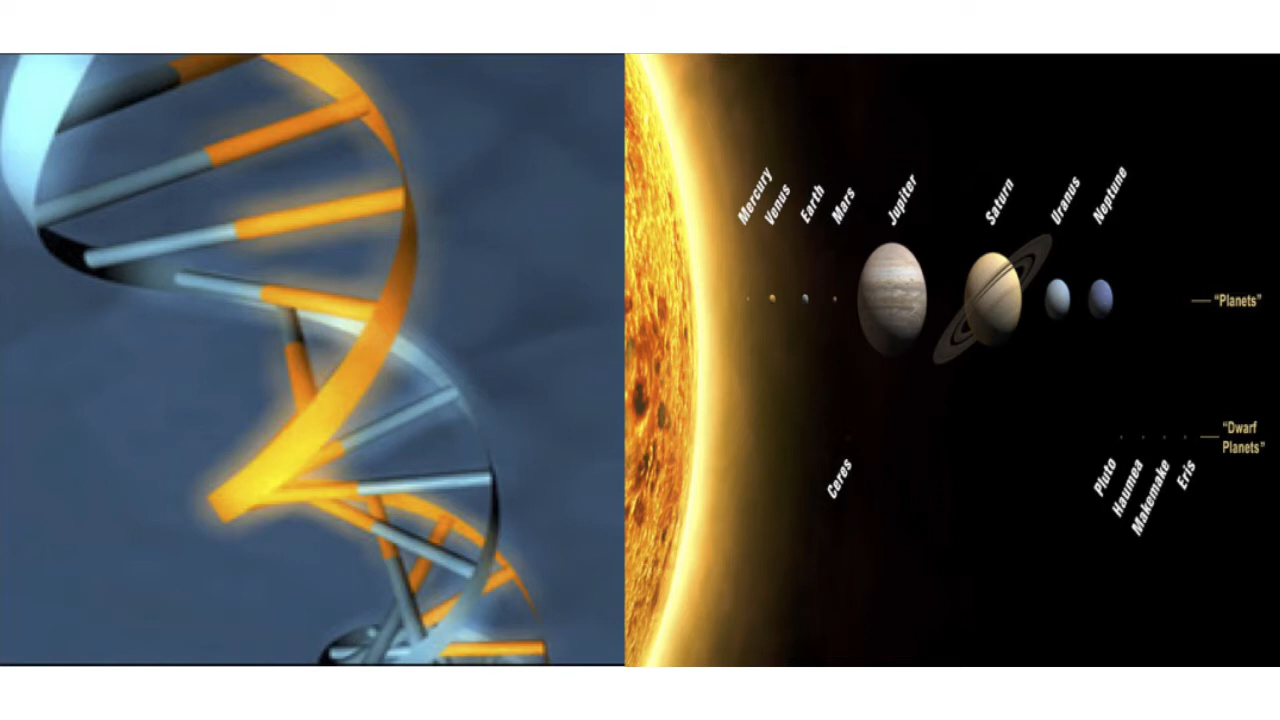 Mercury
Venus
Earth
Mars
Jupiter
Saturn
Uranus
Neptune
“Planets”
“Dwarf
Planets”
Ceres
Pluto
Haumea
Makemake
Eris